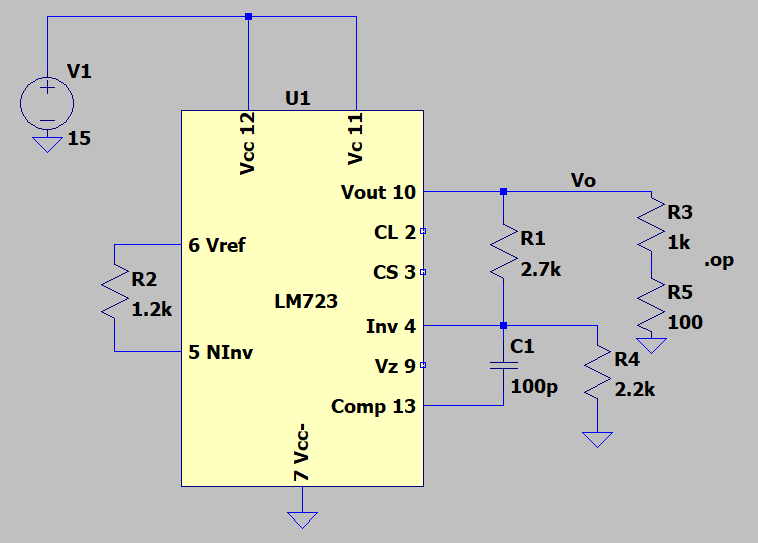 V1
15
U1
Vcc 12
Vc 11
Vout 10
Vo
CL 2
CS 3
6 Vref
R1
2.7k
R3
1k
.op
R2
1.2k
LM723
R5
100
Inv 4
5 NInv
Vz 9
C1
100p
R4
2.2k
Comp 13
7 Vcc-